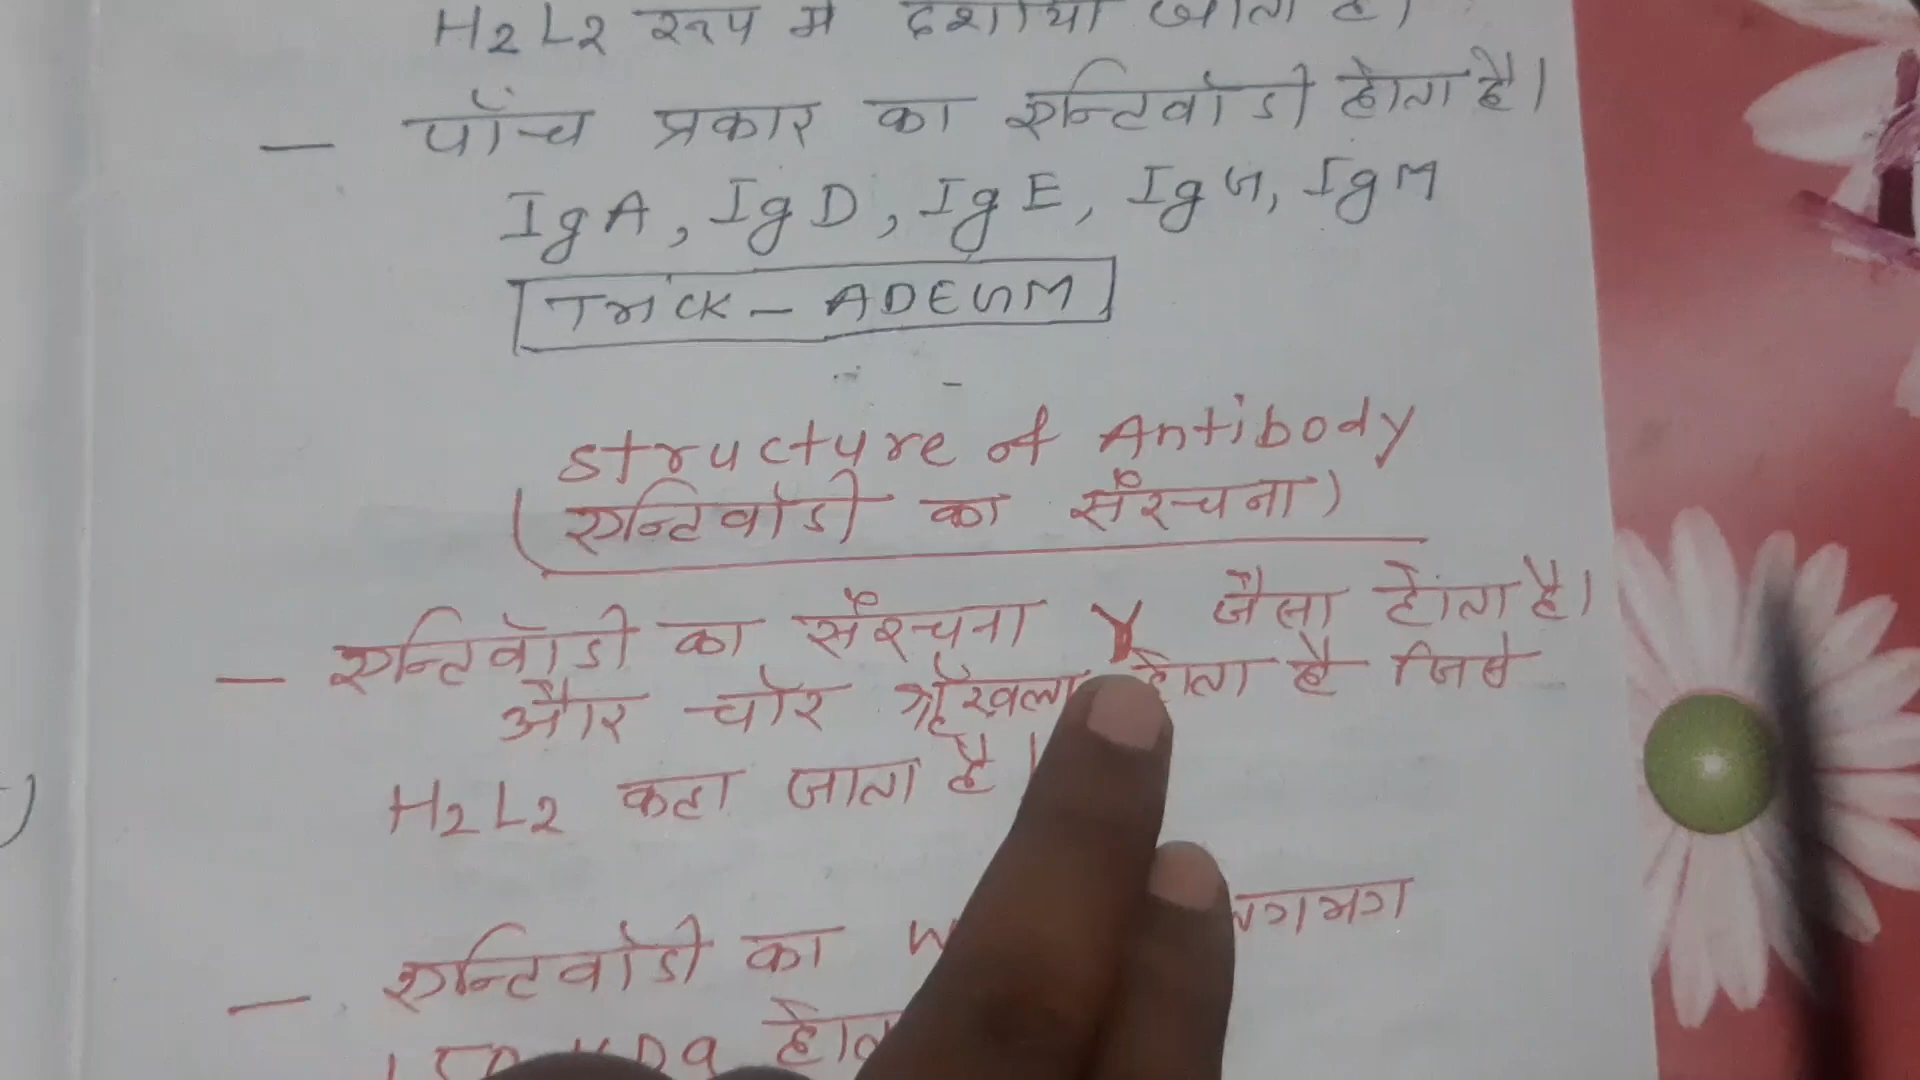 H2L2 रूप में दर्शाया जाता है।
— पाँच प्रकार का एन्टिवॉडी होता है।
IgA, IgD, IgE, IgG, IgM
Trick – ADEGM
Structure of Antibody
(एन्टिवॉडी का संरचना)
— एन्टिवॉडी का संरचना Y जैसा होता है।
और चार श्रृंखला होता है जिसे
H2L2 कहा जाता है।
— एन्टिवॉडी का लगभग